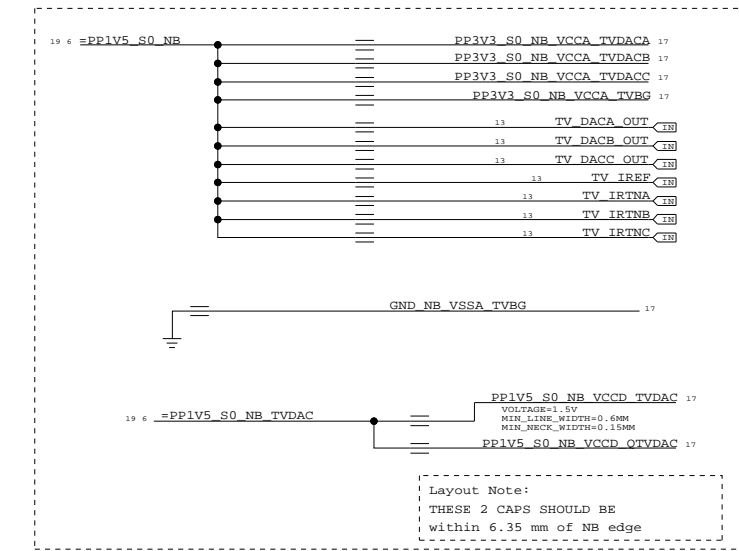 19 6 =PP1V5_S0_NB PP3V3_S0_NB_VCCA_TVDACA 17
PP3V3_S0_NB_VCCA_TVDACB 17
PP3V3_S0_NB_VCCA_TVDACC 17
PP3V3_S0_NB_VCCA_TVBG 17
13 TV_DACA_OUT IN
13 TV_DACB_OUT IN
13 TV_DACC_OUT IN
13 TV_IREF IN
13 TV_IRTNA IN
13 TV_IRTNB IN
13 TV_IRTNC IN
GND_NB_VSSA_TVBG 17
PP1V5_S0_NB_VCCD_TVDAC 17
19 6 =PP1V5_S0_NB_TVDAC VOLTAGE=1.5V
MIN_LINE_WIDTH=0.6MM
MIN_NECK_WIDTH=0.15MM
PP1V5_S0_NB_VCCD_QTVDAC 17
Layout Note:
THESE 2 CAPS SHOULD BE
within 6.35 mm of NB edge